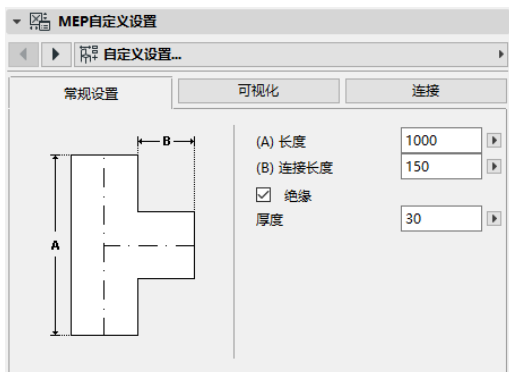 MEP自定义设置
自定义设置...
常规设置 可视化 连接
B
A
(A) 长度 1000
(B) 连接长度 150
绝缘
厚度 30